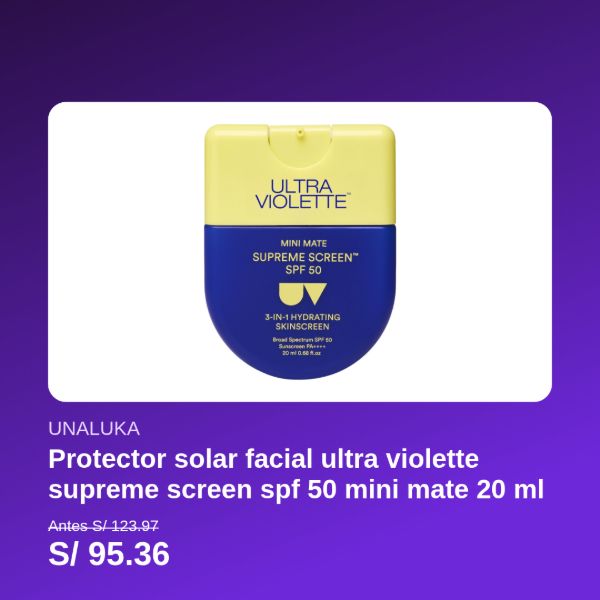 ULTRA
VIOLETTE™
MINI MATE
SUPREME SCREEN™
SPF 50
UV
3-IN-1 HYDRATING
SKINSCREEN
Broad Spectrum SPF 50
Sunscreen PA++++
20 ml 0.68 fl.oz
UNALUKA
Protector solar facial ultra violette
supreme screen spf 50 mini mate 20 ml
Antes S/ 123.97
S/ 95.36